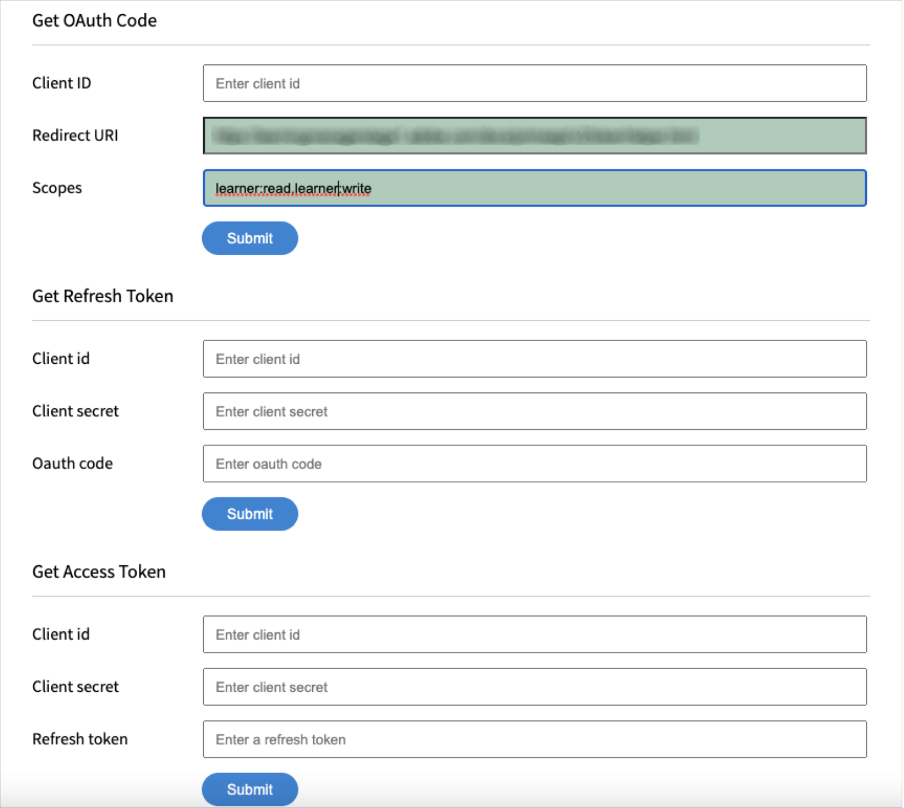 Get OAuth Code
Client ID
Enter client id
Redirect URI
Scopes
learner:read,learner:write
Submit
Get Refresh Token
Client id
Enter client id
Client secret
Enter client secret
Oauth code
Enter oauth code
Submit
Get Access Token
Client id
Enter client id
Client secret
Enter client secret
Refresh token
Enter a refresh token
Submit